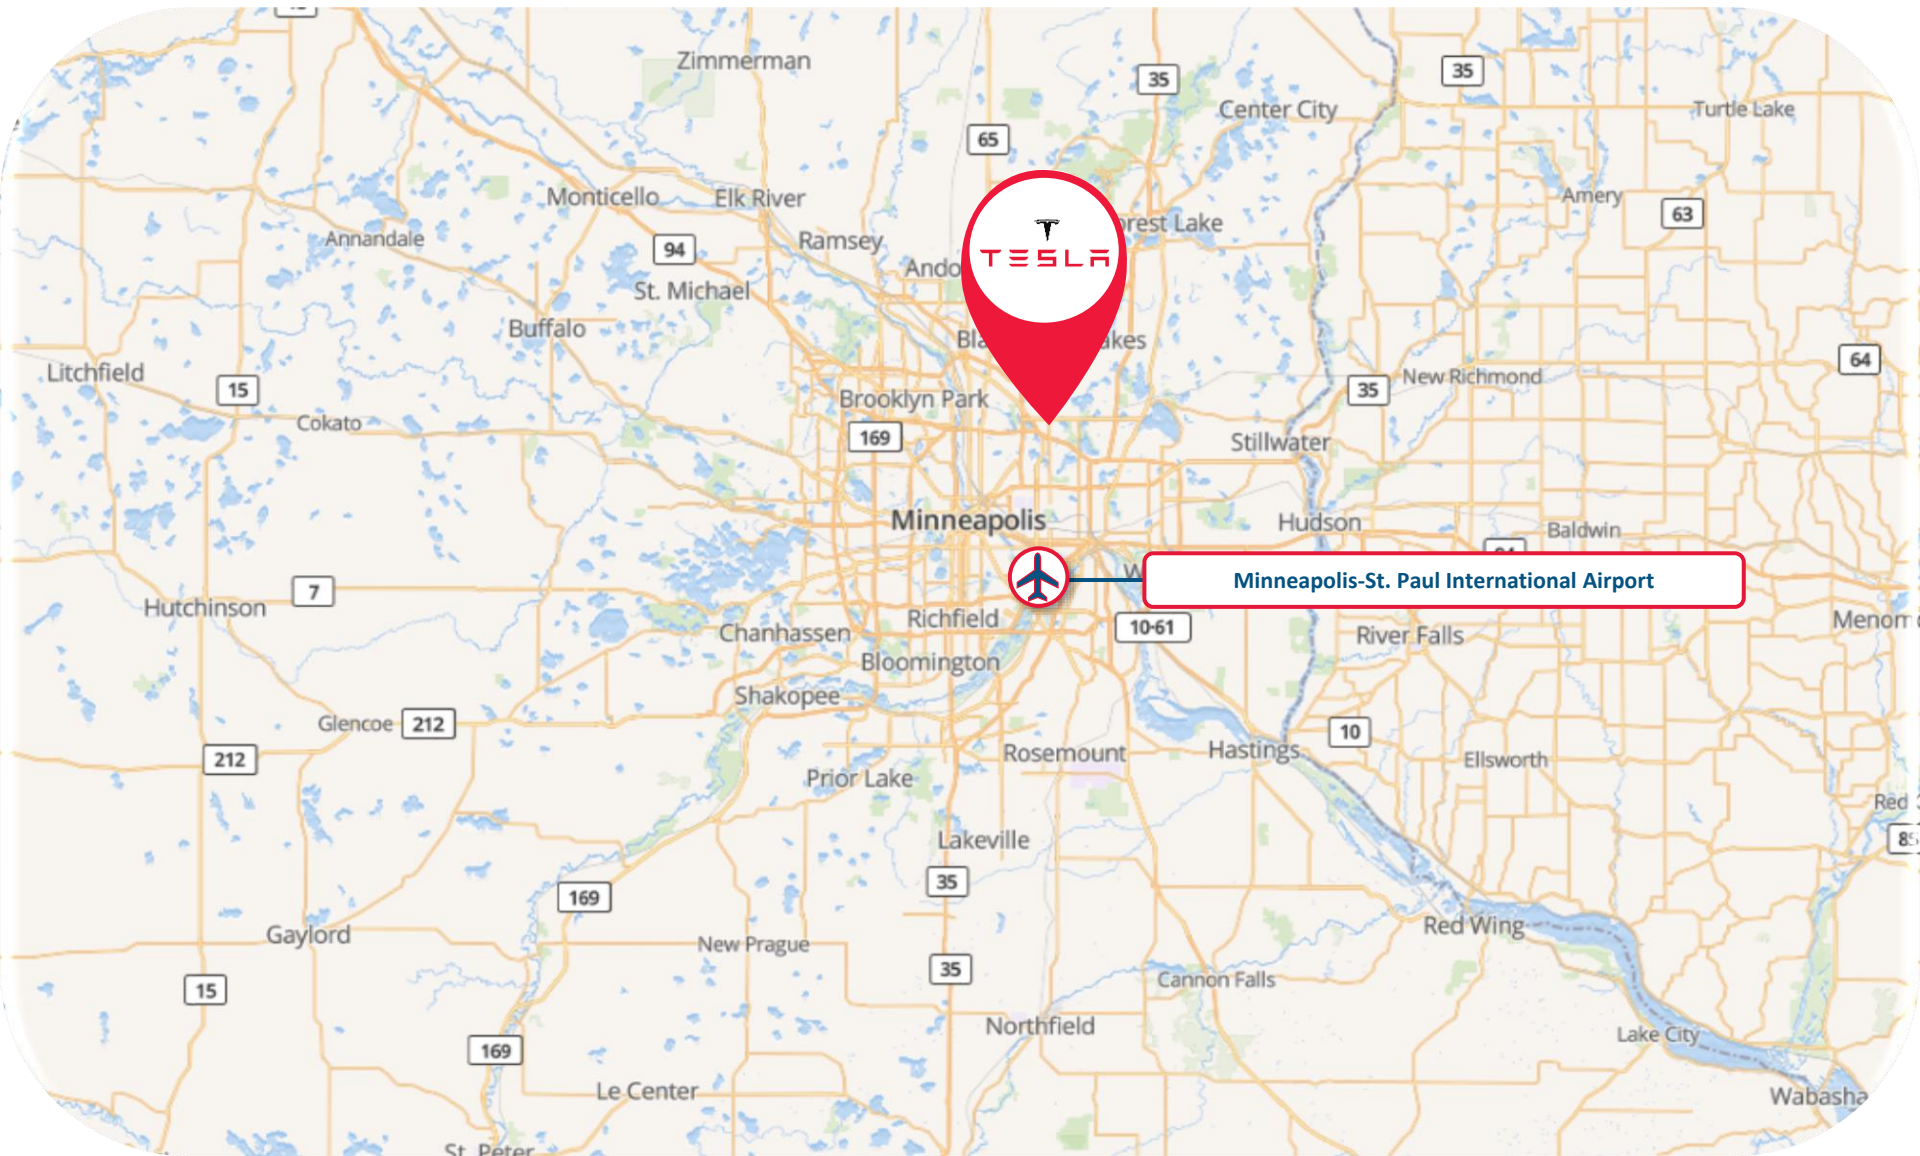 Zimmerman
35
35
Center City
Turtle Lake
65
Monticello
Elk River
Amery
63
Annandale
94
Ramsey
orest Lake
TESLA
Ando
St. Michael
Buffalo
Bla
akes
Litchfield
15
64
New Richmond
35
Brooklyn Park
Cokato
169
Stillwater
Minneapolis
Hudson
Baldwin
Minneapolis-St. Paul International Airport
W
7
Hutchinson
Richfield
10-61
Menom
Chanhassen
River Falls
Bloomington
Shakopee
Glencoe
212
10
212
Rosemount
Hastings
Ellsworth
Prior Lake
Red
Lakeville
35
169
Red Wing
Gaylord
New Prague
35
15
Cannon Falls
Northfield
Lake City
169
Le Center
Wabasha
St. Peter